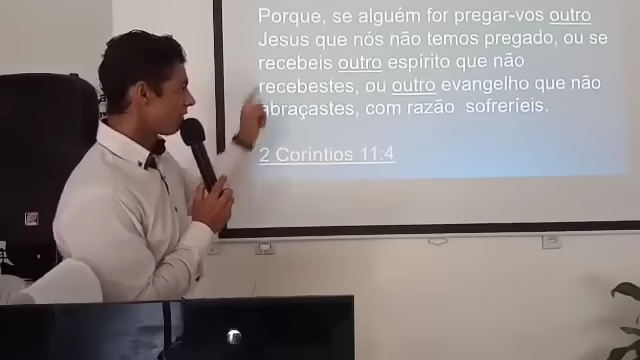 Porque, se alguém for pregar-vos outro
Jesus que nós não temos pregado, ou se
recebeis outro espírito que não
recebestes, ou outro evangelho que não
abraçastes, com razão sofreríeis.
2 Coríntios 11:4